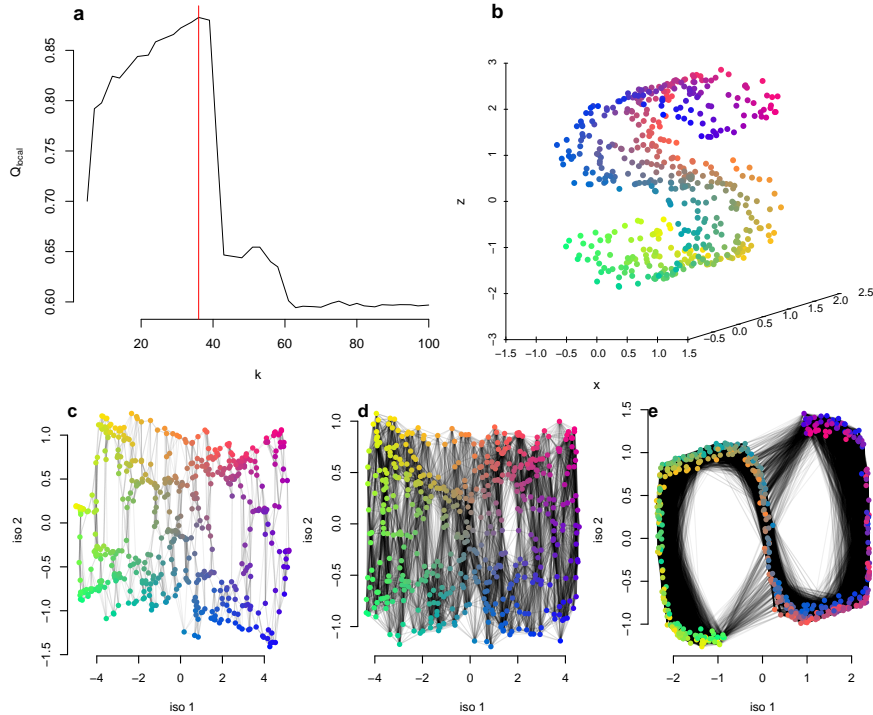 a
0.85
0.80
0.75
0.70
0.65
0.60
Q_local
20 40 60 80 100
k
b
3
2
1
0
−1
−2
−3
z
−1.5 −1.0 −0.5 0.0 0.5 1.0 1.5
x
−0.5 0.0 0.5 1.0 1.5 2.0 2.5
c
1.0
0.5
0.0
−0.5
−1.0
−1.5
iso 2
−4 −2 0 2 4
iso 1
d
1.0
0.5
0.0
−0.5
−1.0
iso 2
−4 −2 0 2 4
iso 1
e
1.5
1.0
0.5
0.0
−0.5
−1.0
iso 2
−2 −1 0 1 2
iso 1